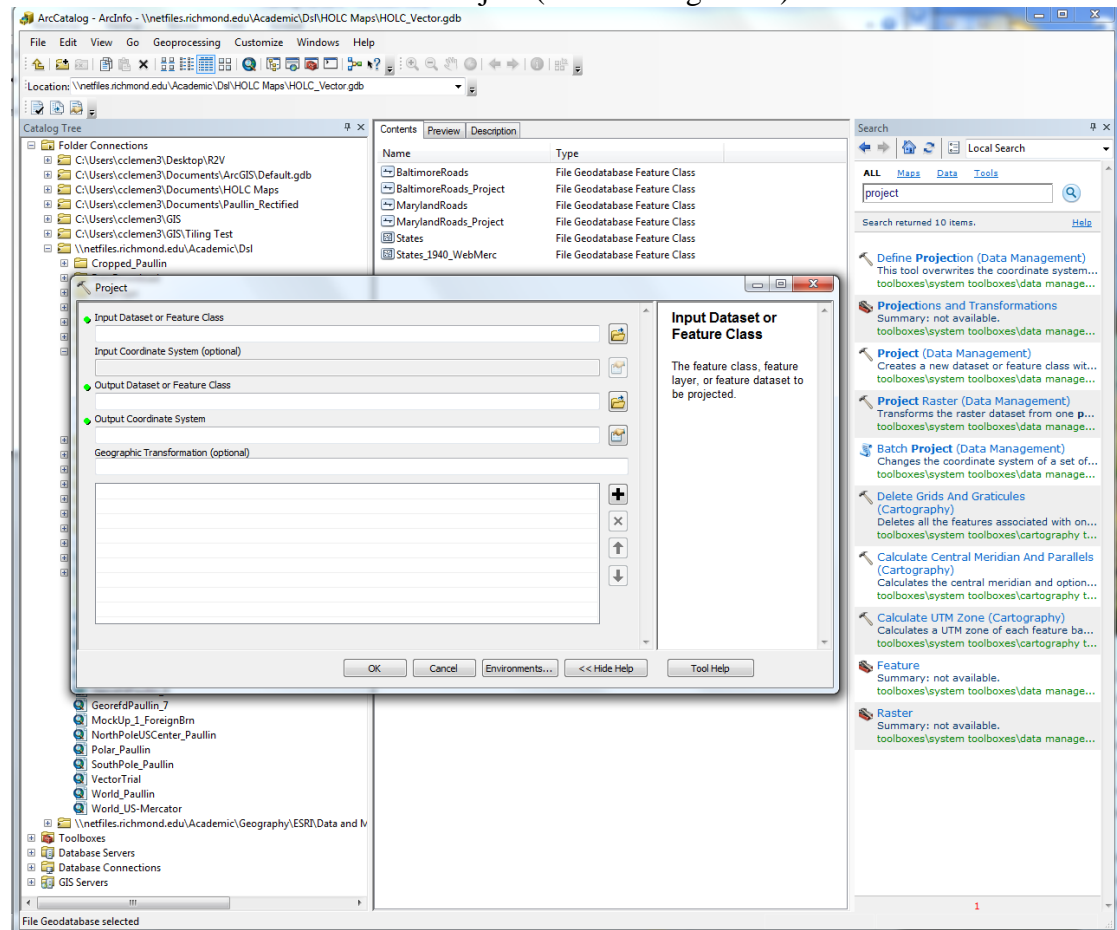 ArcCatalog - ArcInfo - \\netfiles.richmond.edu\Academic\Dsl\HOLC Maps\HOLC_Vector.gdb
File Edit View Go Geoprocessing Customize Windows Help
Location: \\netfiles.richmond.edu\Academic\Dsl\HOLC Maps\HOLC_Vector.gdb
Catalog Tree
Folder Connections
C:\Users\cclemen3\Desktop\R2V
C:\Users\cclemen3\Documents\ArcGIS\Default.gdb
C:\Users\cclemen3\Documents\HOLC Maps
C:\Users\cclemen3\Documents\Paullin_Rectified
C:\Users\cclemen3\GIS
C:\Users\cclemen3\GIS\Tiling Test
\\netfiles.richmond.edu\Academic\Dsl
Cropped_Paullin
Contents Preview Description
Name Type
BaltimoreRoads File Geodatabase Feature Class
BaltimoreRoads_Project File Geodatabase Feature Class
MarylandRoads File Geodatabase Feature Class
MarylandRoads_Project File Geodatabase Feature Class
States File Geodatabase Feature Class
States_1940_WebMerc File Geodatabase Feature Class
Project
Input Dataset or Feature Class
Input Coordinate System (optional)
Output Dataset or Feature Class
Output Coordinate System
Geographic Transformation (optional)
Input Dataset or
Feature Class
The feature class, feature
layer, or feature dataset to
be projected.
OK Cancel Environments... << Hide Help Tool Help
GeorefdPaullin_7
MockUp_1_ForeignBrn
NorthPoleUSCenter_Paullin
Polar_Paullin
SouthPole_Paullin
VectorTrial
World_Paullin
World_US-Mercator
\\netfiles.richmond.edu\Academic\Geography\ESRI\Data and M
Toolboxes
Database Servers
Database Connections
GIS Servers
File Geodatabase selected
Search
Local Search
ALL Maps Data Tools
project
Search returned 10 items. Help
Define Projection (Data Management)
This tool overwrites the coordinate system...
toolboxes\system toolboxes\data manage...
Projections and Transformations
Summary: not available.
toolboxes\system toolboxes\data manage...
Project (Data Management)
Creates a new dataset or feature class wit...
toolboxes\system toolboxes\data manage...
Project Raster (Data Management)
Transforms the raster dataset from one p...
toolboxes\system toolboxes\data manage...
Batch Project (Data Management)
Changes the coordinate system of a set of...
toolboxes\system toolboxes\data manage...
Delete Grids And Graticules
(Cartography)
Deletes all the features associated with on...
toolboxes\system toolboxes\cartography t...
Calculate Central Meridian And Parallels
(Cartography)
Calculates the central meridian and option...
toolboxes\system toolboxes\cartography t...
Calculate UTM Zone (Cartography)
Calculates a UTM zone of each feature ba...
toolboxes\system toolboxes\cartography t...
Feature
Summary: not available.
toolboxes\system toolboxes\data manage...
Raster
Summary: not available.
toolboxes\system toolboxes\data manage...
1